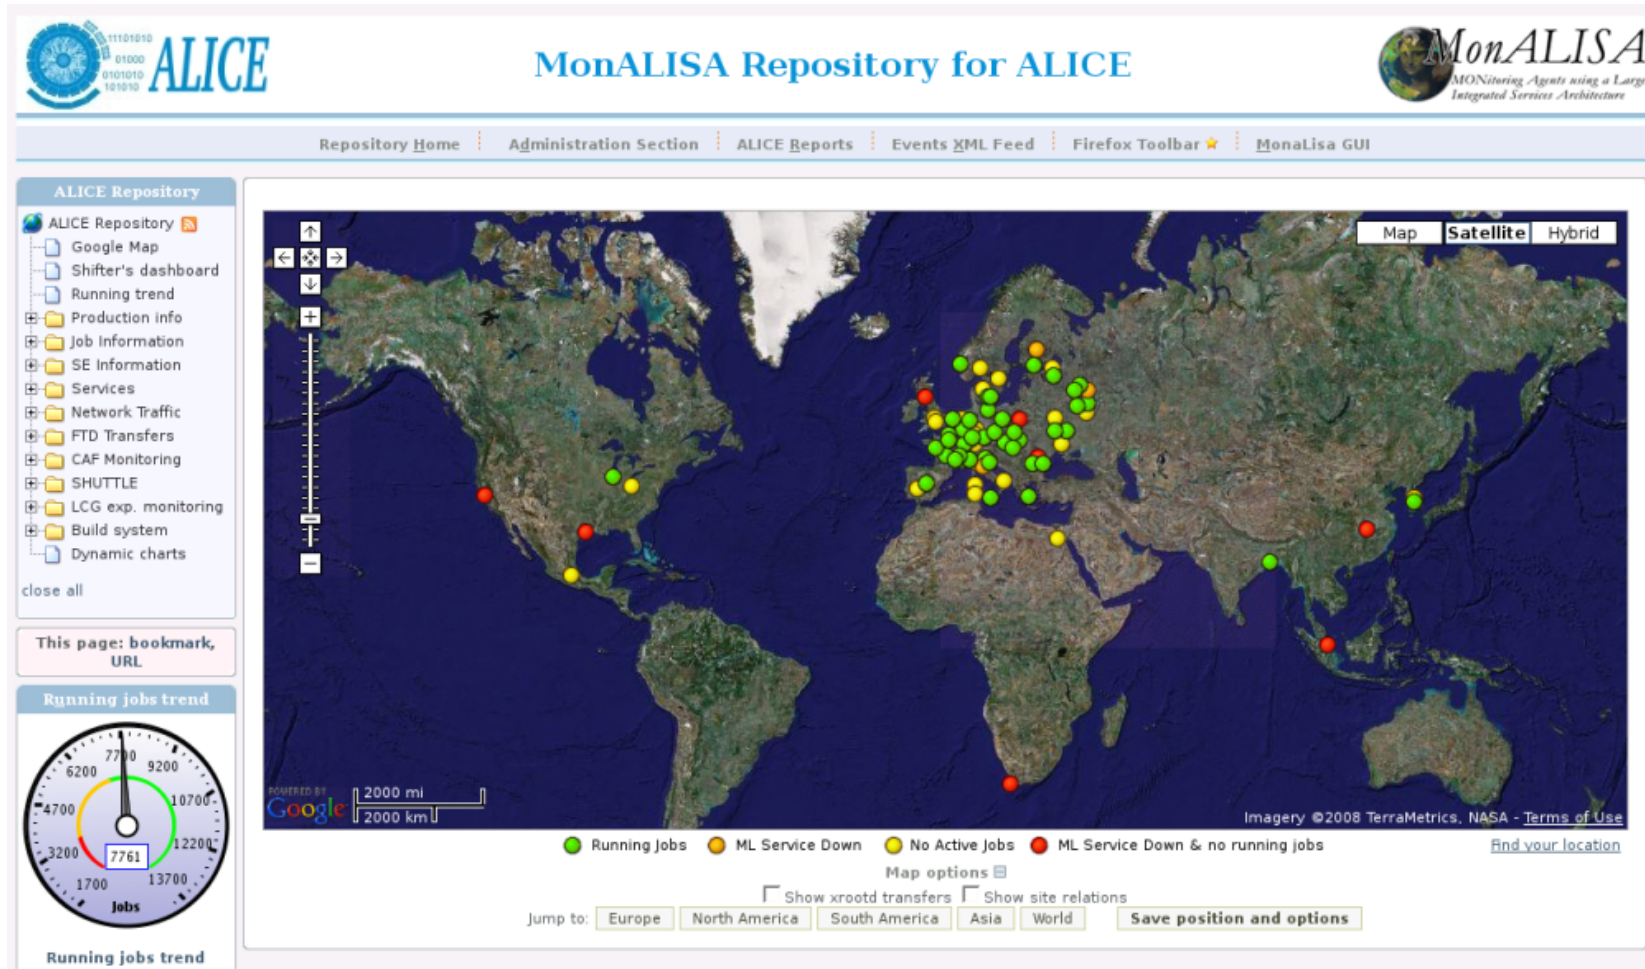 11101010
01000
0101010
101010
ALICE
MonALISA Repository for ALICE
MonALISA
MONitoring Agents using a Large
Integrated Services Architecture
Repository Home
Administration Section
ALICE Reports
Events XML Feed
Firefox Toolbar
MonaLisa GUI
ALICE Repository
ALICE Repository
Google Map
Shifter's dashboard
Running trend
Production info
Job Information
SE Information
Services
Network Traffic
FTD Transfers
CAF Monitoring
SHUTTLE
LCG exp. monitoring
Build system
Dynamic charts
close all
This page: bookmark,
URL
Running jobs trend
1700
3200
4700
6200
7700
9200
10700
12200
13700
7761
Jobs
Running jobs trend
Map
Satellite
Hybrid
POWERED BY
Google
2000 mi
2000 km
Imagery ©2008 TerraMetrics, NASA - Terms of Use
Running Jobs
ML Service Down
No Active Jobs
ML Service Down & no running jobs
Find your location
Map options
Show xrootd transfers
Show site relations
Jump to:
Europe
North America
South America
Asia
World
Save position and options